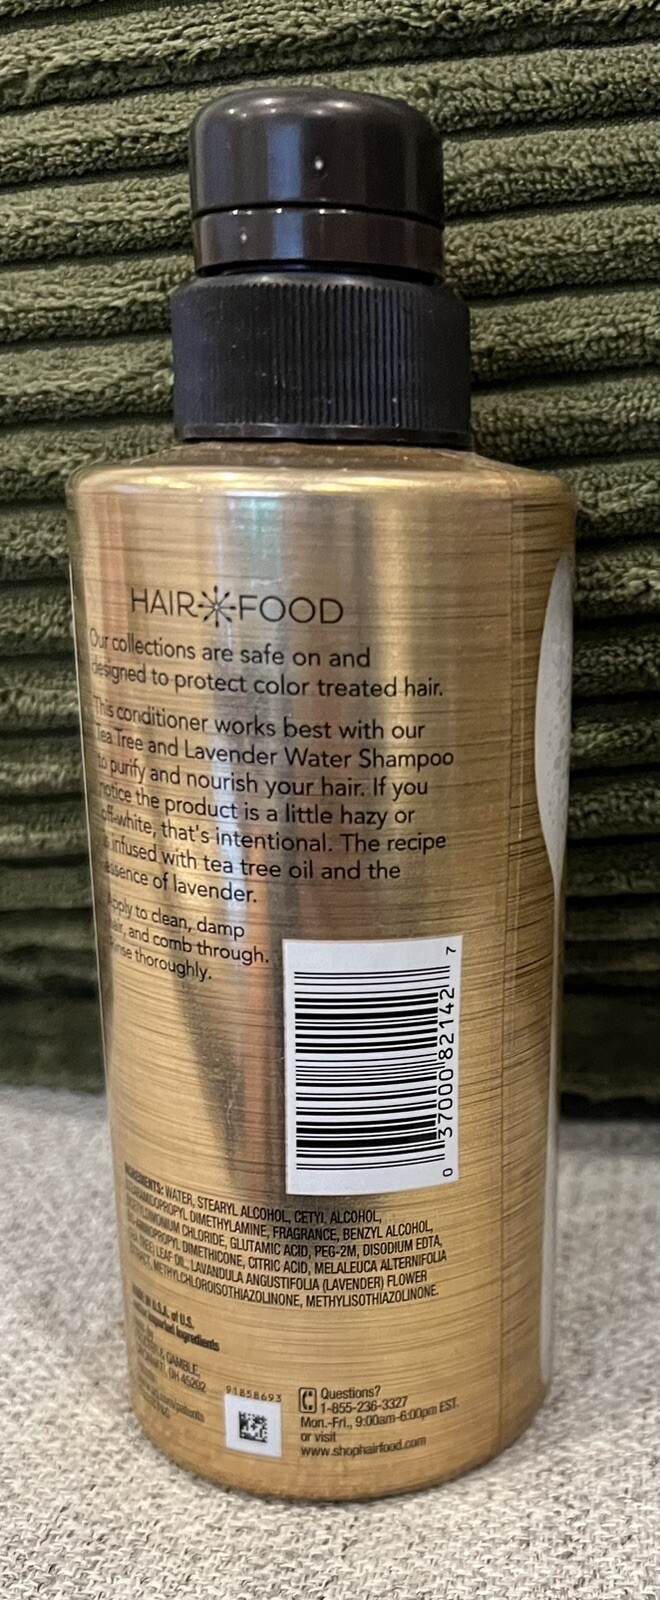 HAIR FOOD
Our collections are safe on and
designed to protect color treated hair.
This conditioner works best with our
Tea Tree and Lavender Water Shampoo
to purify and nourish your hair. If you
notice the product is a little hazy or
off-white, that's intentional. The recipe
is infused with tea tree oil and the
essence of lavender.
Apply to clean, damp
hair, and comb through.
Rinse thoroughly.
0 37000 82142 7
INGREDIENTS: WATER, STEARYL ALCOHOL, CETYL ALCOHOL,
STEARAMIDOPROPYL DIMETHYLAMINE, FRAGRANCE, BENZYL ALCOHOL,
CHLORIDE, GLUTAMIC ACID, PEG-2M, DISODIUM EDTA,
DIMETHICONE, CITRIC ACID, MELALEUCA ALTERNIFOLIA
(TEA TREE) LEAF OIL, LAVANDULA ANGUSTIFOLIA (LAVENDER) FLOWER
EXTRACT, METHYLCHLOROISOTHIAZOLINONE, METHYLISOTHIAZOLINONE.
MADE IN U.S.A. of U.S.
imported ingredients
by
& GAMBLE,
OH 45202
91858693
Questions?
1-855-236-3327
Mon.-Fri., 9:00am-6:00pm EST.
or visit
www.shophairfood.com